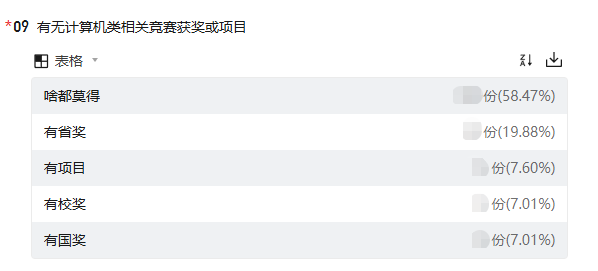 *09 有无计算机类相关竞赛获奖或项目
表格
啥都莫得 份(58.47%)
有省奖 份(19.88%)
有项目 份(7.60%)
有校奖 份(7.01%)
有国奖 份(7.01%)